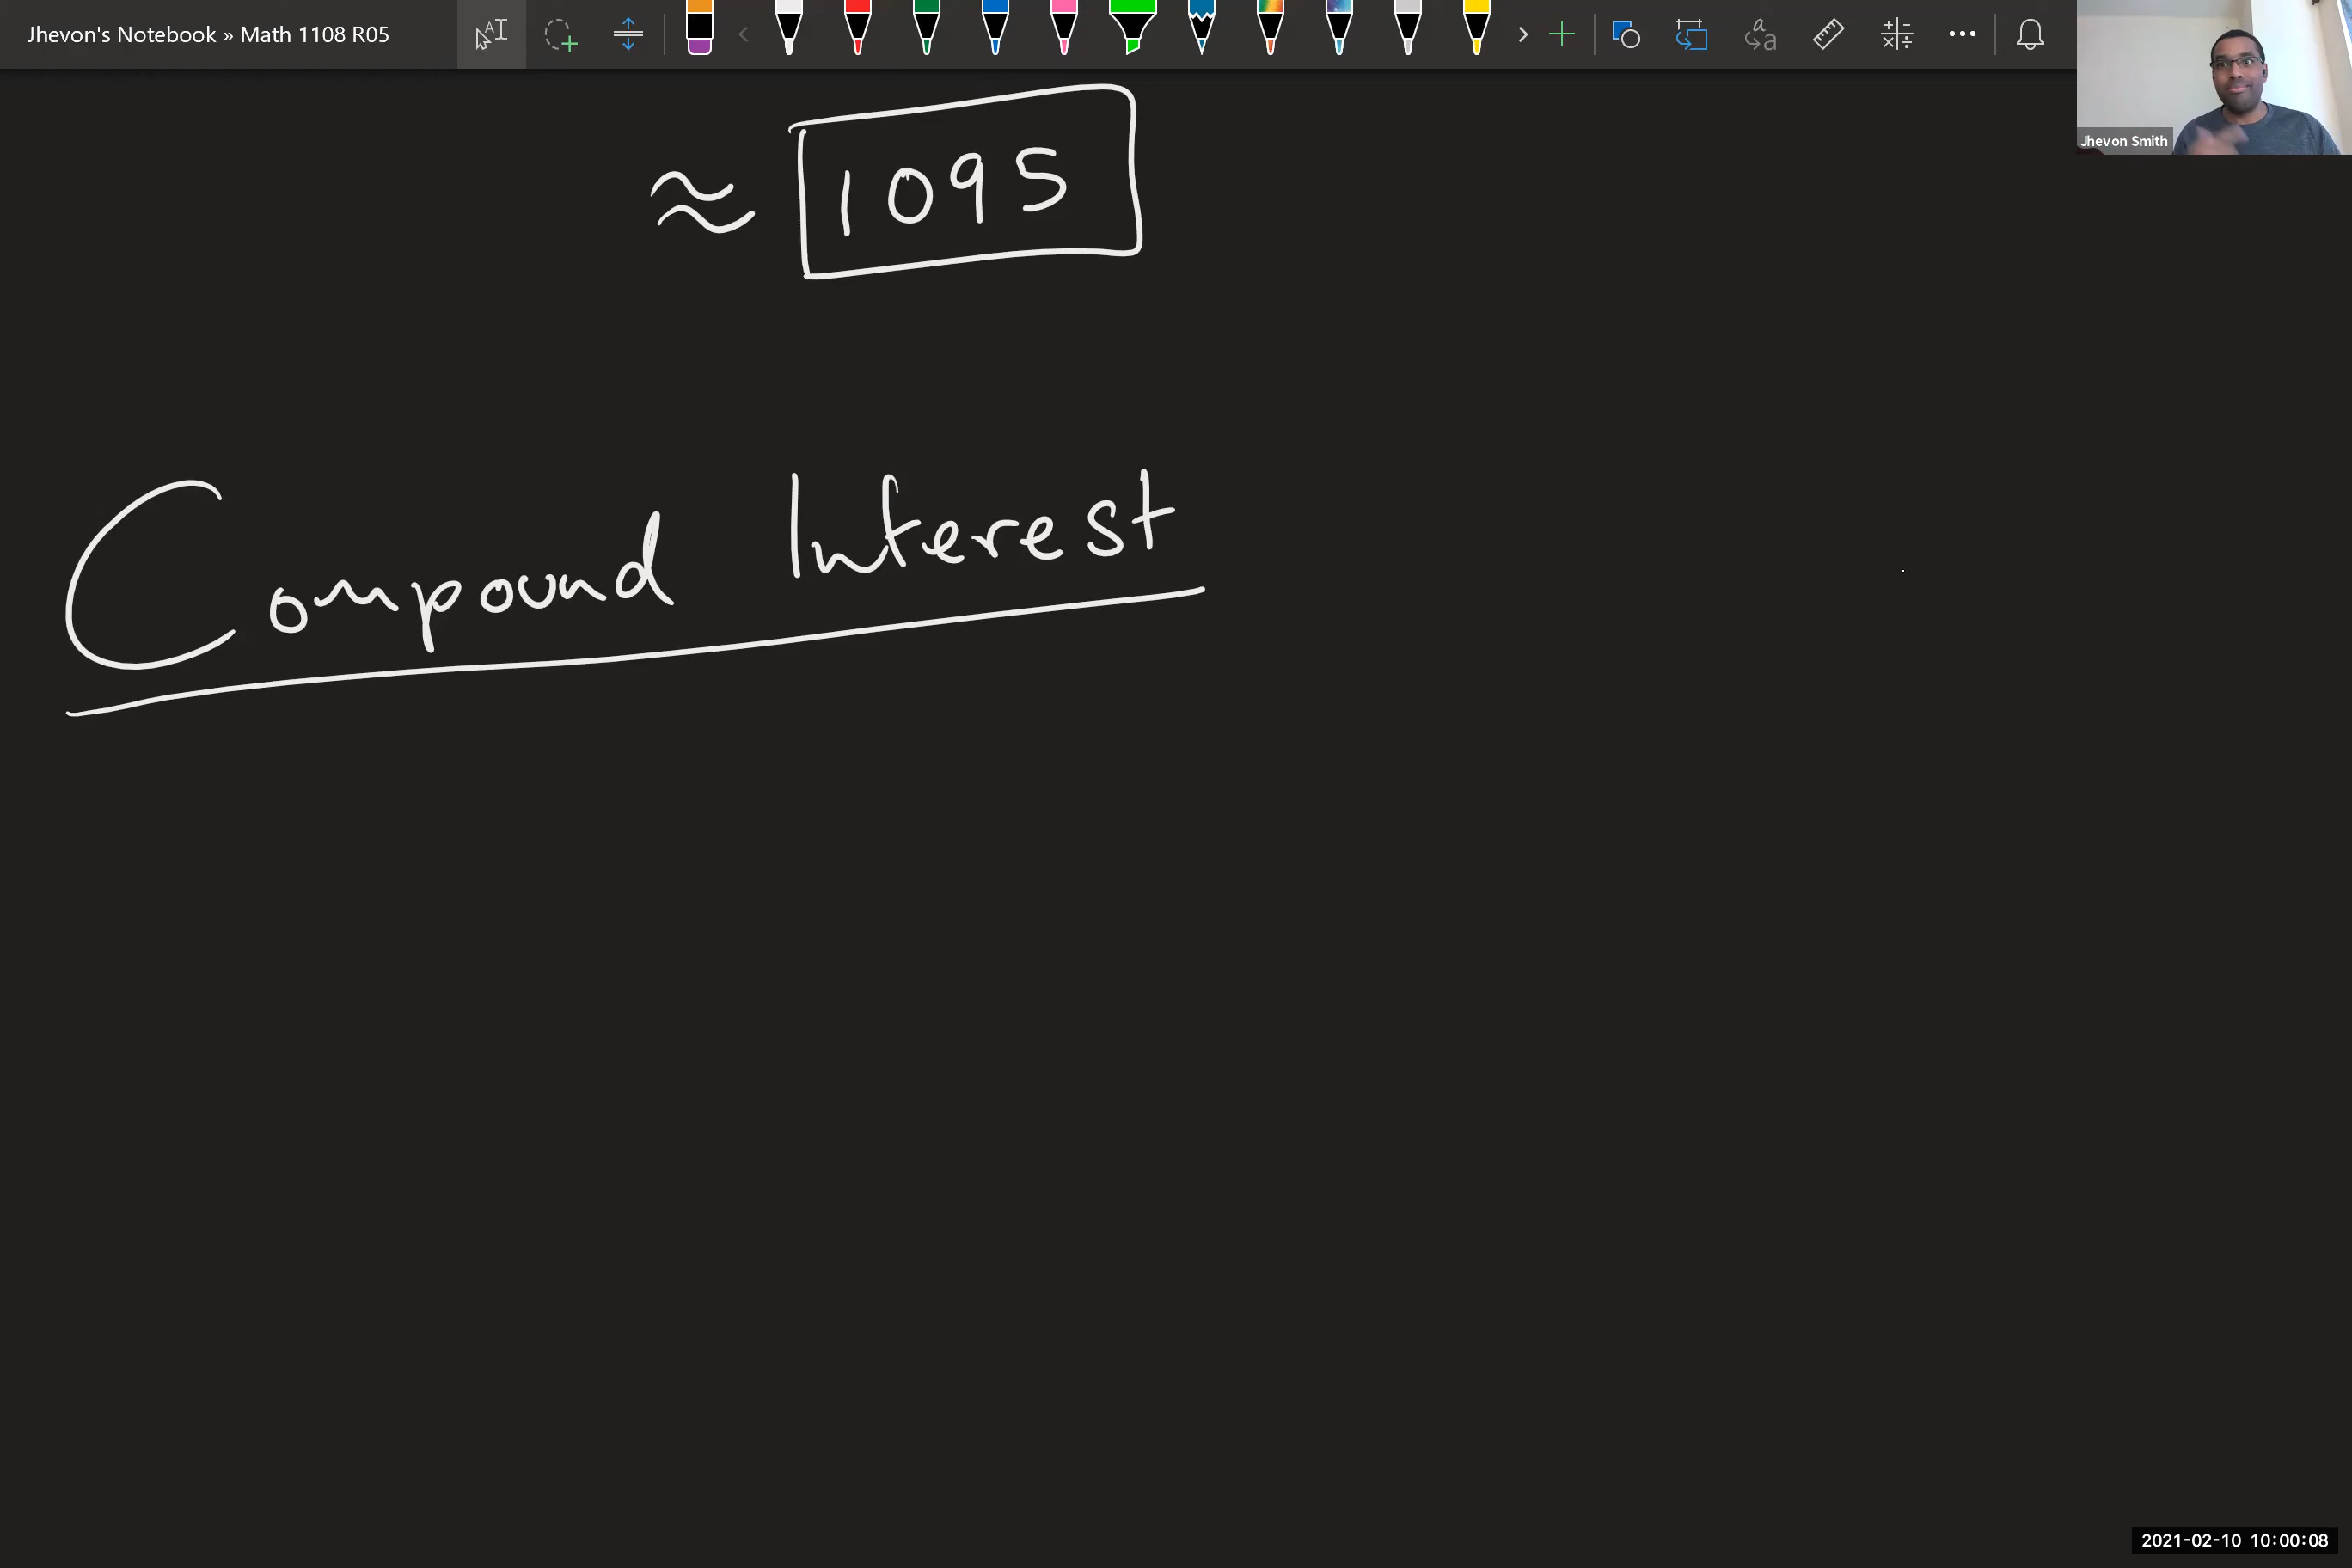 Jhevon's Notebook » Math 1108 R05
Jhevon Smith
≈ 1095
Compound Interest
2021-02-10 10:00:08